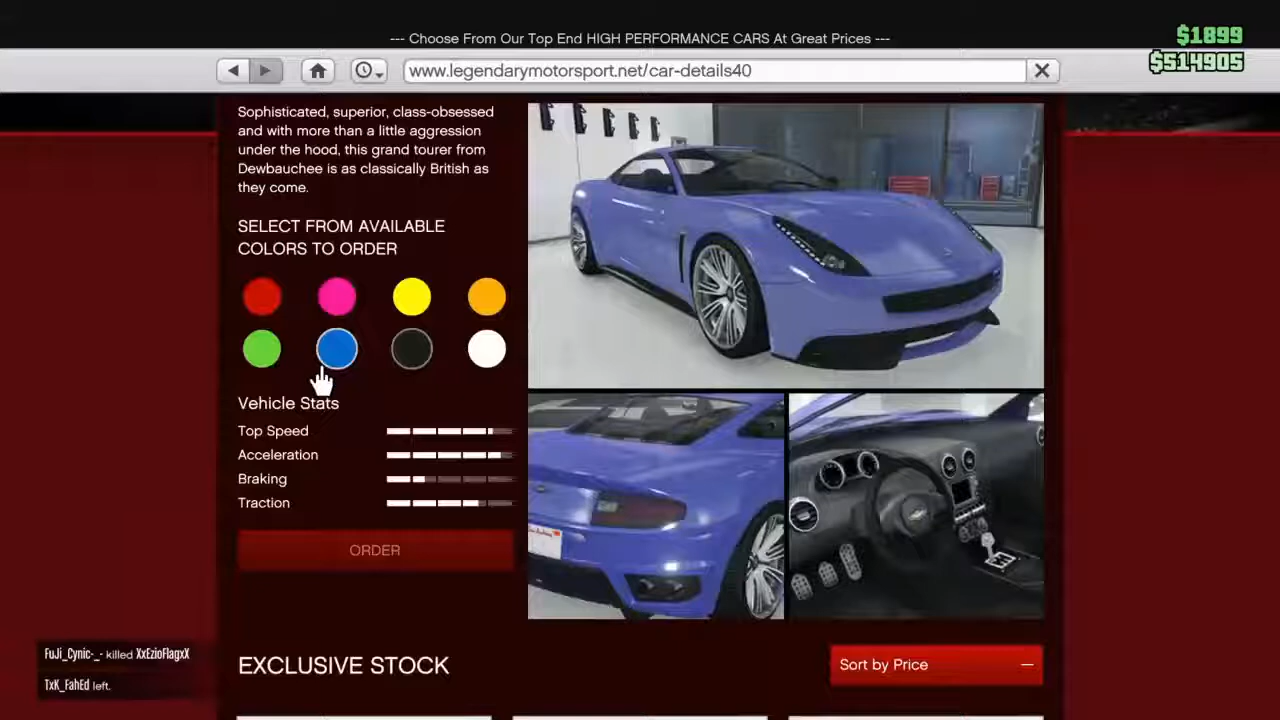 --- Choose From Our Top End HIGH PERFORMANCE CARS At Great Prices ---
$1899
$514905
www.legendarymotorsport.net/car-details40
Sophisticated, superior, class-obsessed
and with more than a little aggression
under the hood, this grand tourer from
Dewbauchee is as classically British as
they come.
SELECT FROM AVAILABLE
COLORS TO ORDER
Vehicle Stats
Top Speed
Acceleration
Braking
Traction
ORDER
FuJi_Cynic-_- killed XxEzioFlagxX
TxK_FahEd left.
EXCLUSIVE STOCK
Sort by Price